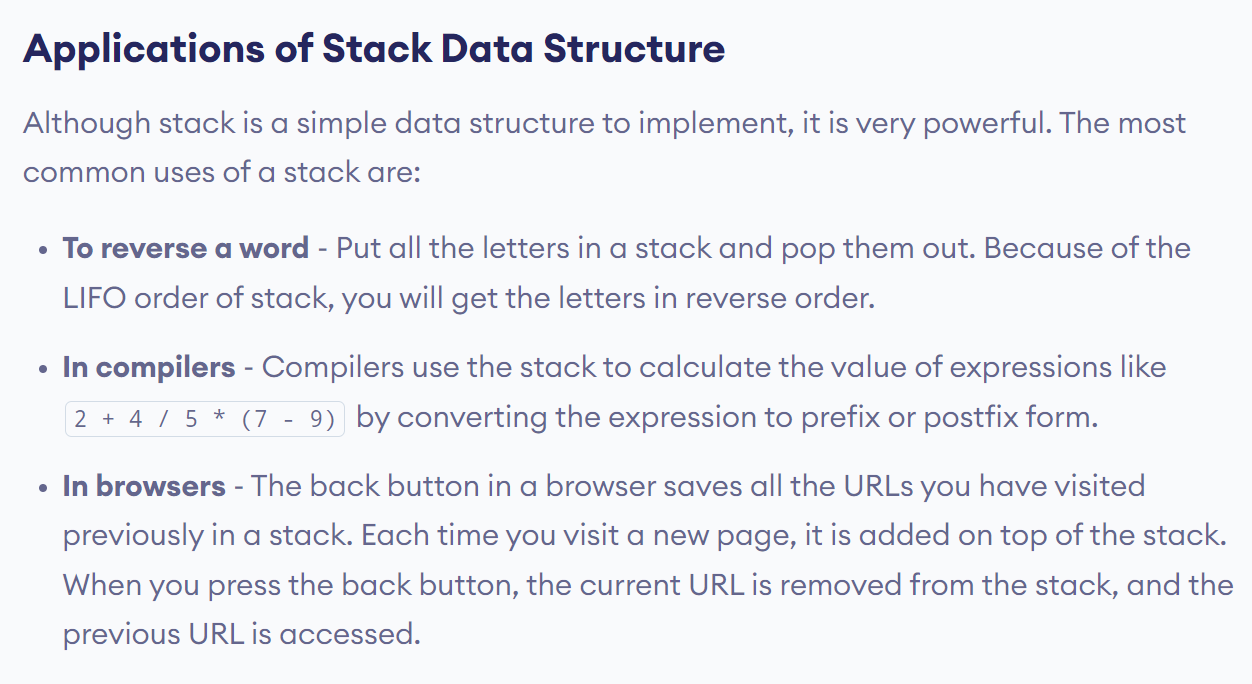 Applications of Stack Data Structure
Although stack is a simple data structure to implement, it is very powerful. The most
common uses of a stack are:
• To reverse a word - Put all the letters in a stack and pop them out. Because of the
LIFO order of stack, you will get the letters in reverse order.
• In compilers - Compilers use the stack to calculate the value of expressions like
2 + 4 / 5 * (7 - 9) by converting the expression to prefix or postfix form.
• In browsers - The back button in a browser saves all the URLs you have visited
previously in a stack. Each time you visit a new page, it is added on top of the stack.
When you press the back button, the current URL is removed from the stack, and the
previous URL is accessed.